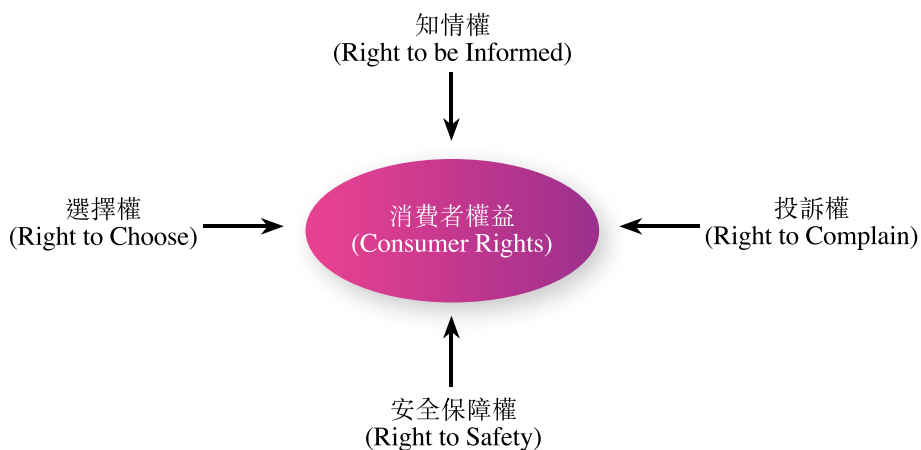 知情權
(Right to be Informed)
選擇權
(Right to Choose)
消費者權益
(Consumer Rights)
投訴權
(Right to Complain)
安全保障權
(Right to Safety)